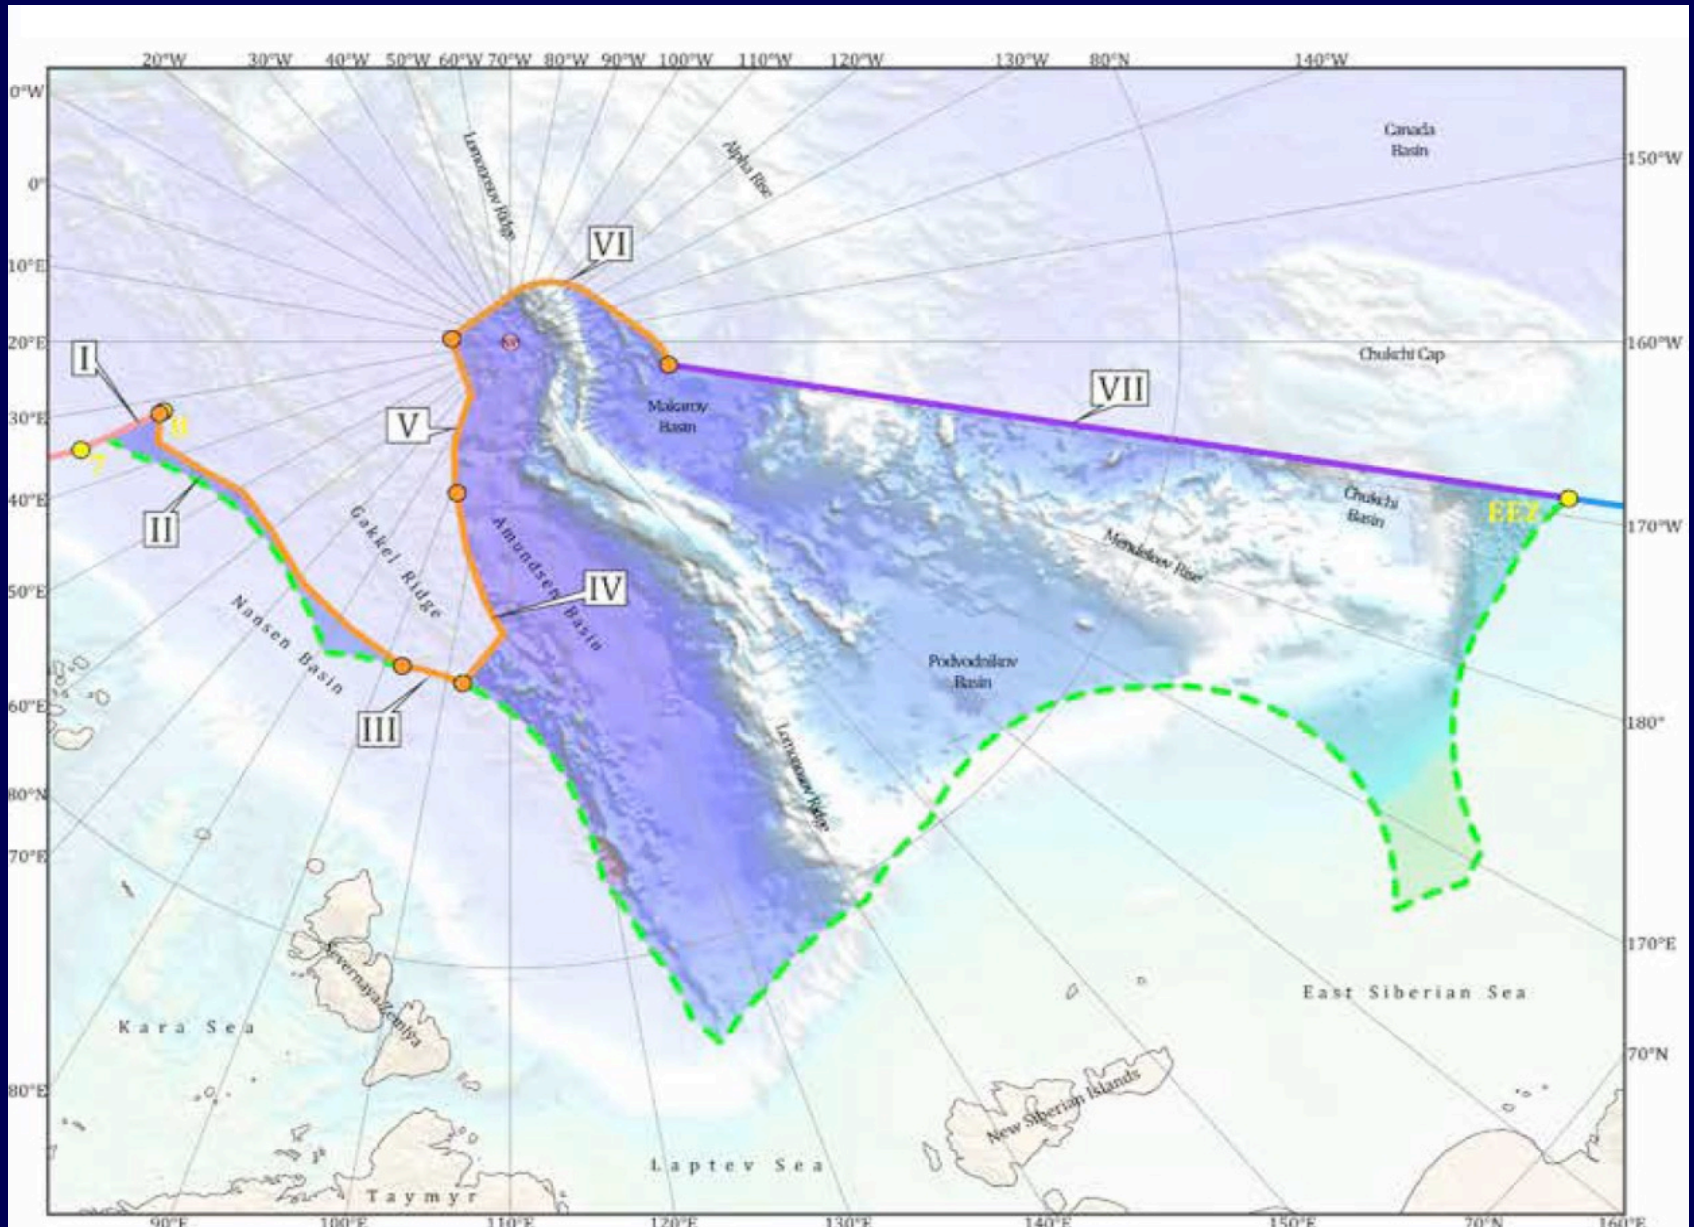 20°W 30°W 40°W 50°W 60°W 70°W 80°W 90°W 100°W 110°W 120°W 130°W 80°N 140°W
0°W
Canada
Basin
Lomonosov Ridge
Alpha Rise
150°W
0°
VI
10°E
20°E
160°W
I
Chukchi Cap
VII
Makarov
Basin
30°E
V
8
7
40°E
II
Gakkel Ridge
Amundsen Basin
Chukchi
Basin
EEZ
170°W
Mendeleev Rise
50°E
IV
Nansen Basin
Podvodnikov
Basin
60°E
III
180°
Lomonosov Ridge
80°N
70°E
170°E
Severnaya Zemlya
East Siberian Sea
Kara Sea
70°N
80°E
New Siberian Islands
Laptev Sea
Taymyr
90°E 100°E 110°E 120°E 130°E 140°E 150°E 70°N 160°E